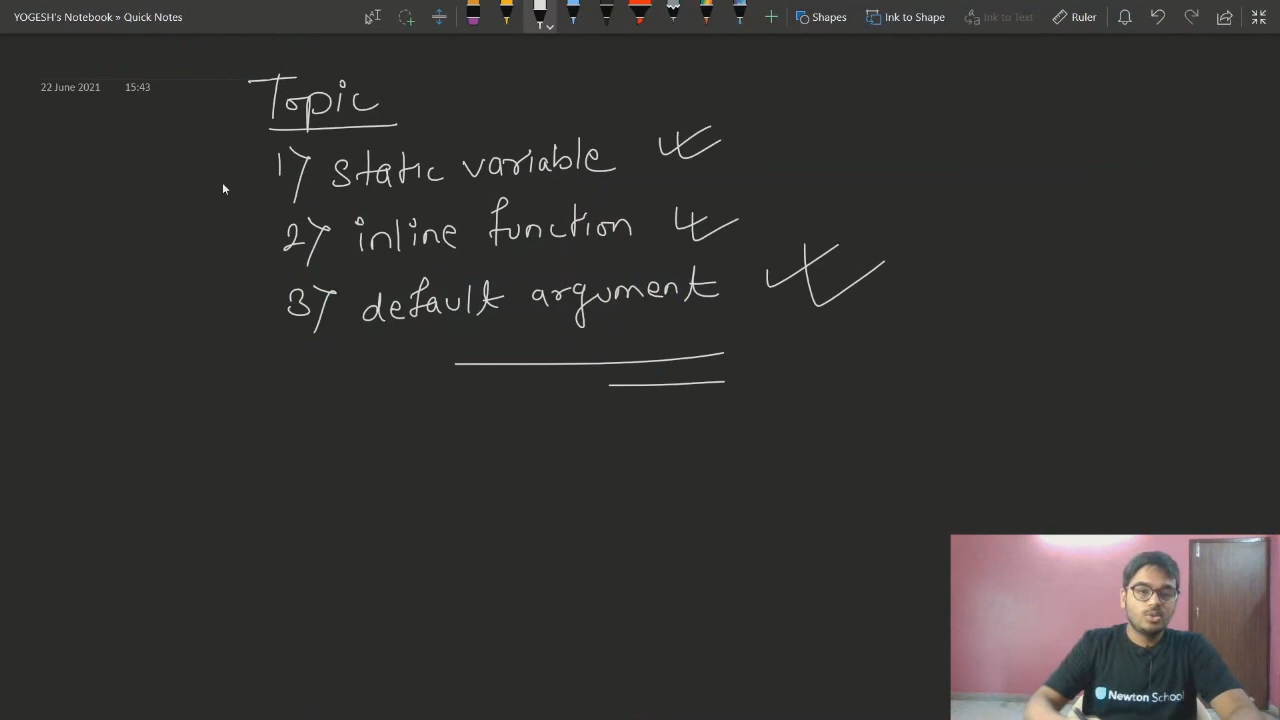 YOGESH's Notebook » Quick Notes
Shapes
Ink to Shape
Ink to Text
Ruler
22 June 2021 15:43
Topic
1) static variable
2) inline function
3) default argument
Newton School